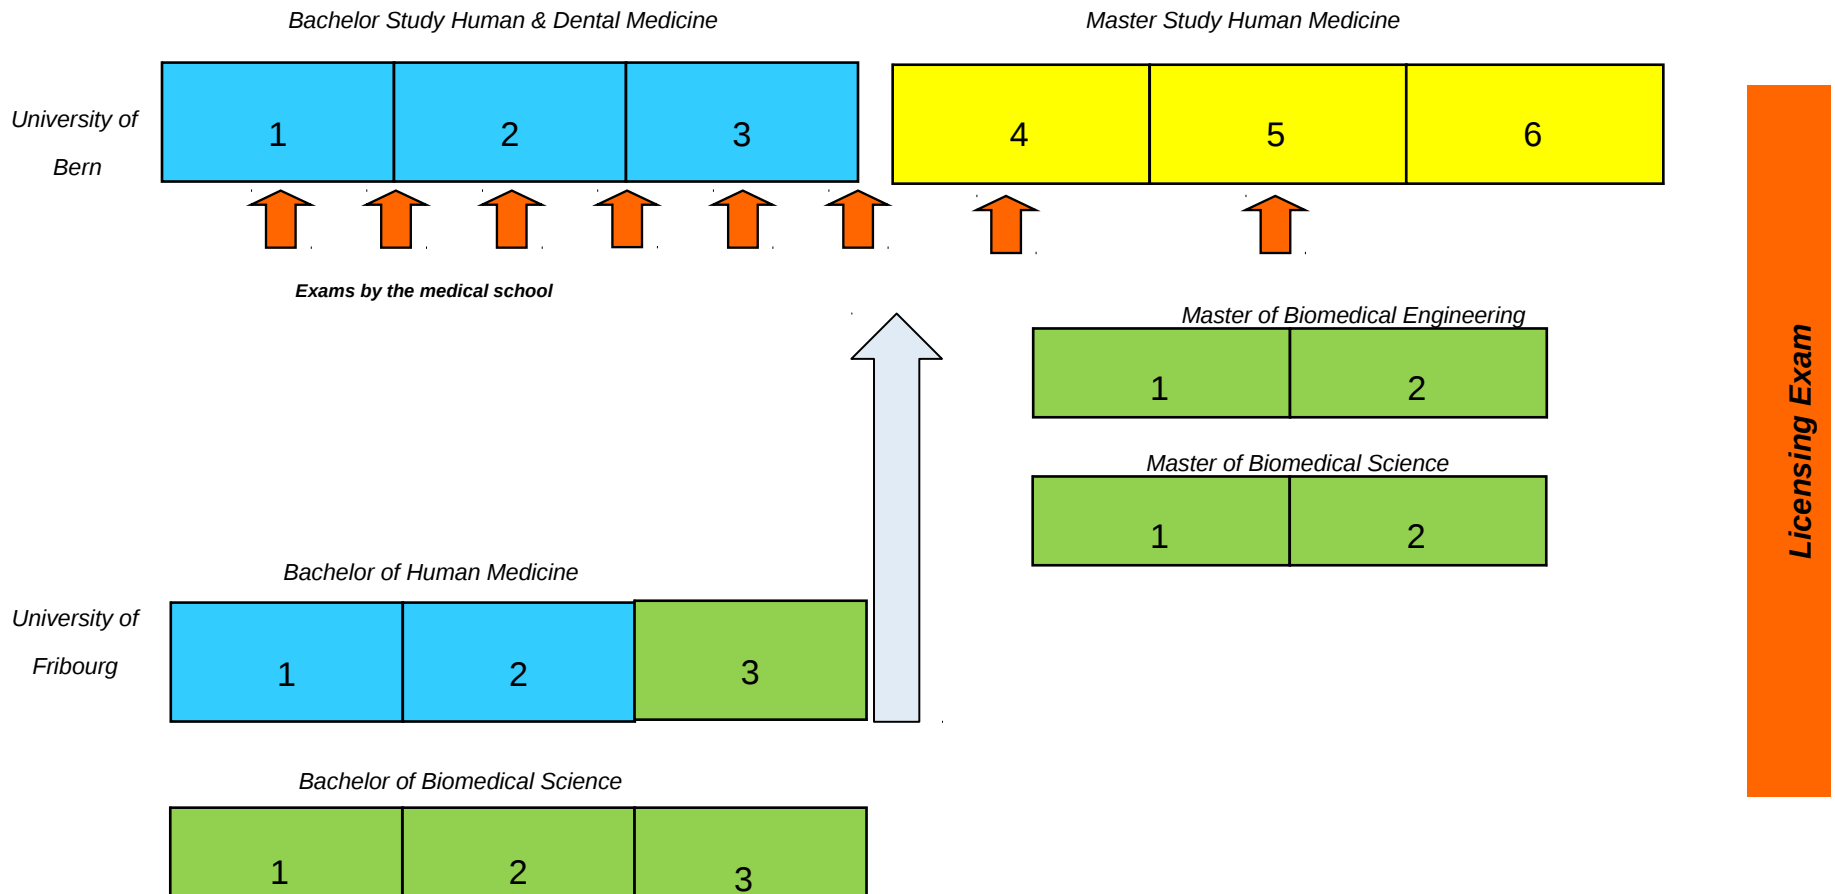 Bachelor Study Human & Dental Medicine
Master Study Human Medicine
University of
Bern
1
2
3
4
5
6
Exams by the medical school
Master of Biomedical Engineering
1
2
Master of Biomedical Science
1
2
Licensing Exam
Bachelor of Human Medicine
University of
Fribourg
1
2
3
Bachelor of Biomedical Science
1
2
3